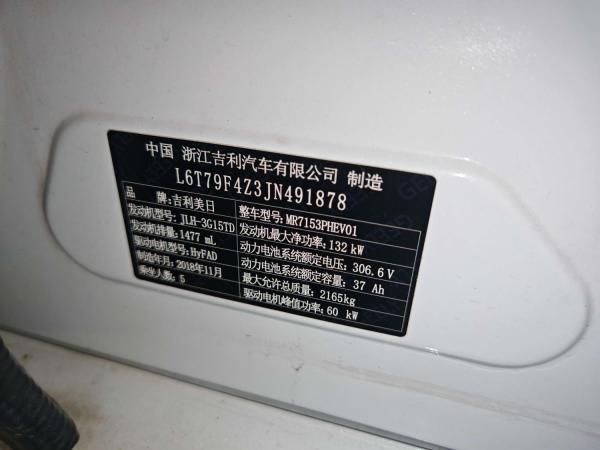 中国 浙江吉利汽车有限公司 制造
L6T79F4Z3JN491878
品 牌:吉利美日 整车型号:MR7153PHEV01
发动机型号:JLH-3G15TD 发动机最大净功率:132 kW
发动机排量:1477 mL 动力电池系统额定电压:306.6 V
驱动电机型号:HyFAD 动力电池系统额定容量:37 Ah
制造年月:2018年11月 最大允许总质量:2165kg
乘坐人数:5 驱动电机峰值功率:60 kW